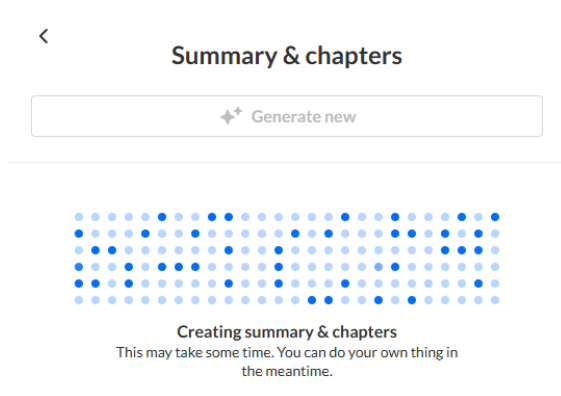 Summary & chapters
Generate new
Creating summary & chapters
This may take some time. You can do your own thing in
the meantime.